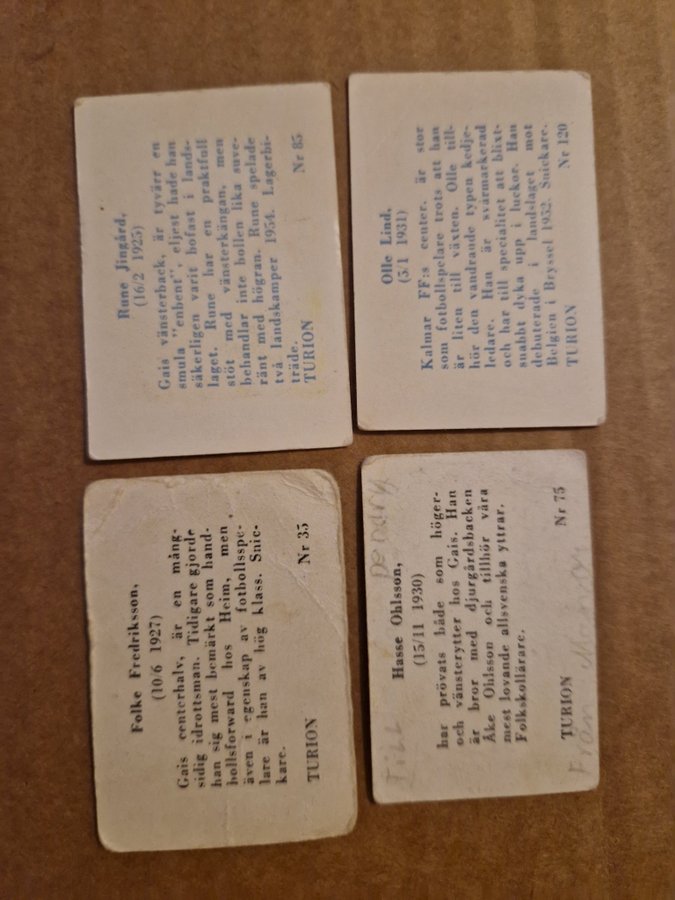 Rune Jingård,
(16/2 1925)
Gais vänsterback, är tyvärr en
smula "enbent", eljest hade han
säkerligen varit bofast i lands-
laget. Rune har en praktfull
stöt med vänsterkängan, men
behandlar inte bollen lika suve-
ränt med högran. Rune spelade
två landskamper 1954. Lagerbi-
träde.
TURION Nr 85
Olle Lind,
(5/1 1931)
Kalmar FF:s center, är stor
som fotbollspelare trots att han
är liten till växten. Olle till-
hör den vandrande typen kedje-
ledare. Han är svårmarkerad
och har till specialitet att blixt-
snabbt dyka upp i luckor. Han
debuterade i landslaget mot
Belgien i Bryssel 1952. Snickare.
TURION Nr 120
Folke Fredriksson,
(10/6 1927)
Gais centerhalv, är en mång-
sidig idrottsman. Tidigare gjorde
han sig mest bemärkt som hand-
bollsforward hos Heim, men
även i egenskap av fotbollsspe-
lare är han av hög klass. Snic-
kare.
TURION Nr 35
Till
Hasse Ohlsson,
(15/11 1930)
har prövats både som höger-
och vänsterytter hos Gais. Han
är bror med djurgårdsbacken
Åke Ohlsson och tillhör våra
mest lovande allsvenska yttrar.
Folkskollärare.
TURION Nr 75
Från